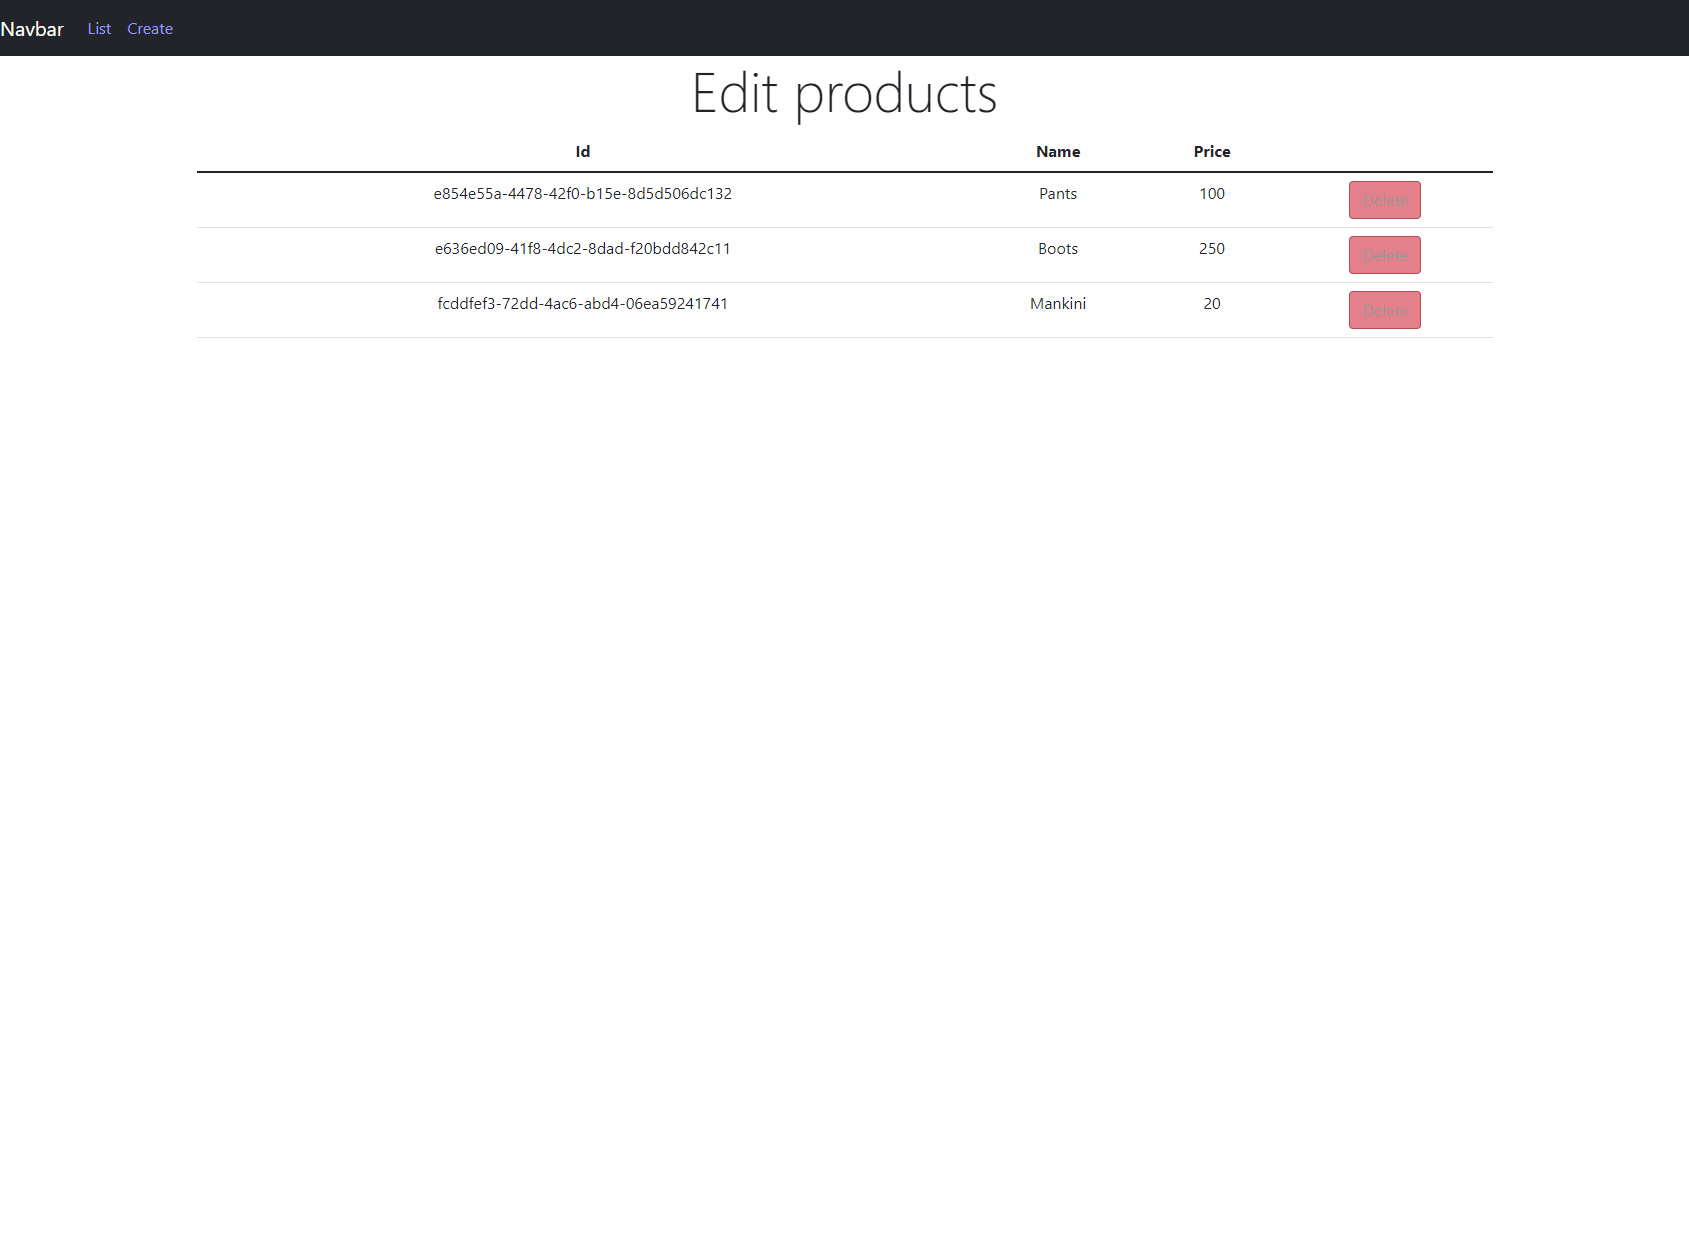 Navbar List Create
Edit products
Id Name Price
e854e55a-4478-42f0-b15e-8d5d506dc132 Pants 100 Delete
e636ed09-41f8-4dc2-8dad-f20bdd842c11 Boots 250 Delete
fcddfef3-72dd-4ac6-abd4-06ea59241741 Mankini 20 Delete